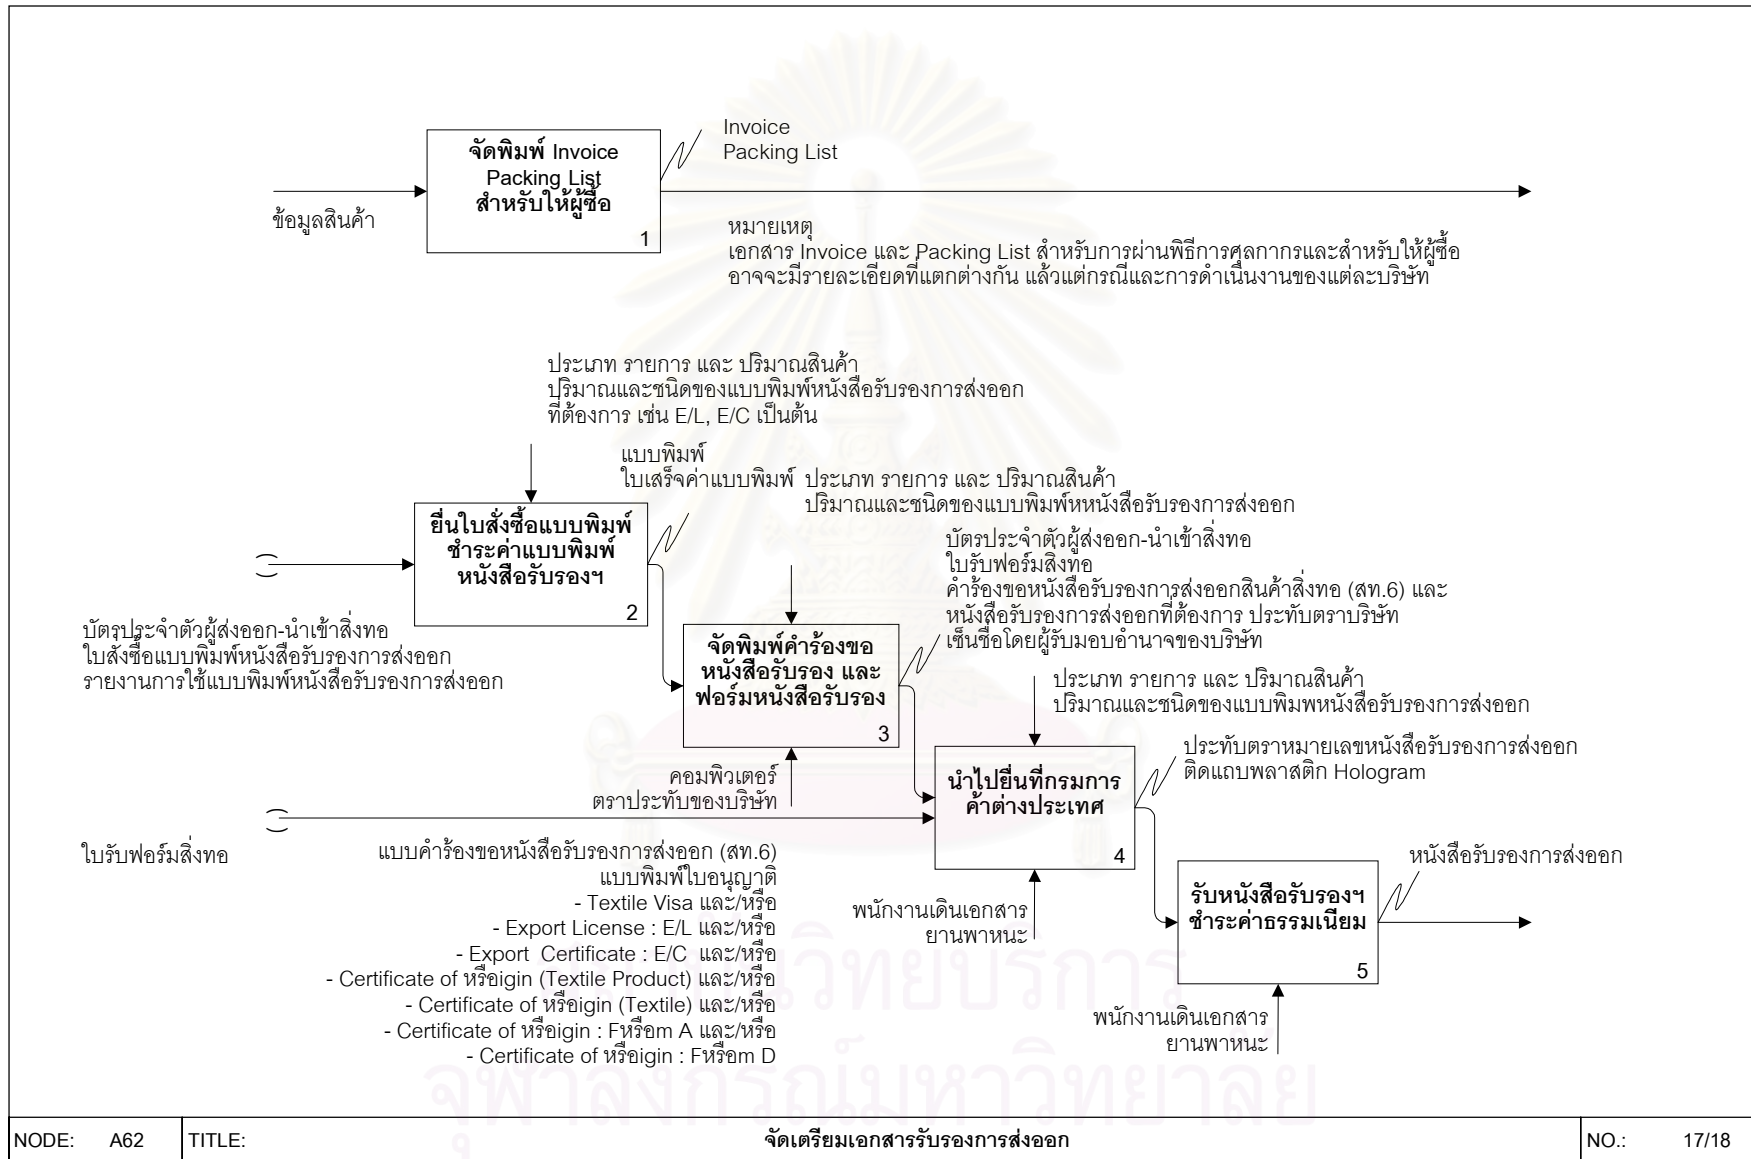 จัดพิมพ์ Invoice
Packing List
สำหรับให้ผู้ซื้อ
1
Invoice
Packing List
ข้อมูลสินค้า
หมายเหตุ
เอกสาร Invoice และ Packing List สำหรับการผ่านพิธีการศุลกากรและสำหรับให้ผู้ซื้อ
อาจจะมีรายละเอียดที่แตกต่างกัน แล้วแต่กรณีและการดำเนินงานของแต่ละบริษัท
ประเภท รายการ และ ปริมาณสินค้า
ปริมาณและชนิดของแบบพิมพ์หนังสือรับรองการส่งออก
ที่ต้องการ เช่น E/L, E/C เป็นต้น
แบบพิมพ์
ใบเสร็จค่าแบบพิมพ์
ยื่นใบสั่งซื้อแบบพิมพ์
ชำระค่าแบบพิมพ์
หนังสือรับรองฯ
2
บัตรประจำตัวผู้ส่งออก-นำเข้าสิ่งทอ
ใบสั่งซื้อแบบพิมพ์หนังสือรับรองการส่งออก
รายงานการใช้แบบพิมพ์หนังสือรับรองการส่งออก
ประเภท รายการ และ ปริมาณสินค้า
ปริมาณและชนิดของแบบพิมพ์หหนังสือรับรองการส่งออก
บัตรประจำตัวผู้ส่งออก-นำเข้าสิ่งทอ
ใบรับฟอร์มสิ่งทอ
คำร้องขอหนังสือรับรองการส่งออกสินค้าสิ่งทอ (สท.6) และ
หนังสือรับรองการส่งออกที่ต้องการ ประทับตราบริษัท
เซ็นชื่อโดยผู้รับมอบอำนาจของบริษัท
จัดพิมพ์คำร้องขอ
หนังสือรับรอง และ
ฟอร์มหนังสือรับรอง
3
คอมพิวเตอร์
ตราประทับของบริษัท
ประเภท รายการ และ ปริมาณสินค้า
ปริมาณและชนิดของแบบพิมพหนังสือรับรองการส่งออก
ประทับตราหมายเลขหนังสือรับรองการส่งออก
ติดแถบพลาสติก Hologram
นำไปยื่นที่กรมการ
ค้าต่างประเทศ
4
ใบรับฟอร์มสิ่งทอ
แบบคำร้องขอหนังสือรับรองการส่งออก (สท.6)
แบบพิมพ์ใบอนุญาติ
- Textile Visa และ/หรือ
- Export License : E/L และ/หรือ
- Export Certificate : E/C และ/หรือ
- Certificate of หรือigin (Textile Product) และ/หรือ
- Certificate of หรือigin (Textile) และ/หรือ
- Certificate of หรือigin : Fหรือm A และ/หรือ
- Certificate of หรือigin : Fหรือm D
พนักงานเดินเอกสาร
ยานพาหนะ
หนังสือรับรองการส่งออก
รับหนังสือรับรองฯ
ชำระค่าธรรมเนียม
5
พนักงานเดินเอกสาร
ยานพาหนะ
จุฬาลงกรณ์มหาวิทยาลัย
NODE: A62 TITLE: จัดเตรียมเอกสารรับรองการส่งออก NO.: 17/18